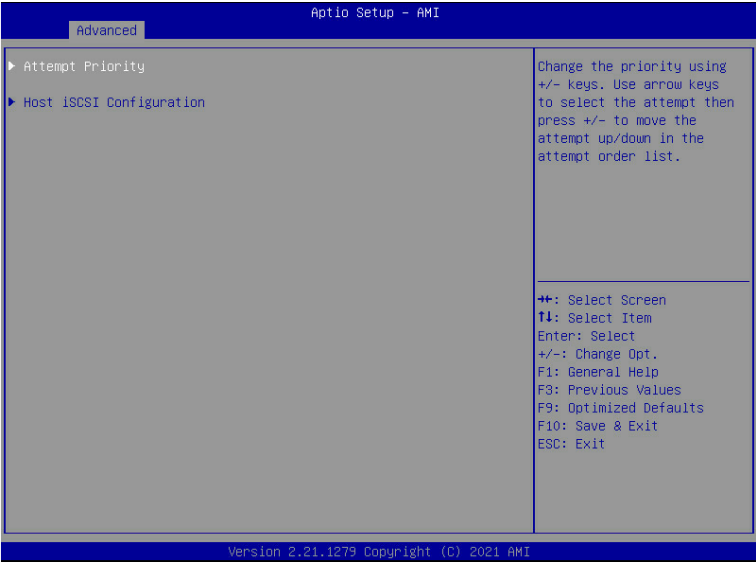 Aptio Setup – AMI
Advanced
▶ Attempt Priority
▶ Host iSCSI Configuration
Change the priority using
+/- keys. Use arrow keys
to select the attempt then
press +/- to move the
attempt up/down in the
attempt order list.
→←: Select Screen
↑↓: Select Item
Enter: Select
+/-: Change Opt.
F1: General Help
F3: Previous Values
F9: Optimized Defaults
F10: Save & Exit
ESC: Exit
Version 2.21.1279 Copyright (C) 2021 AMI